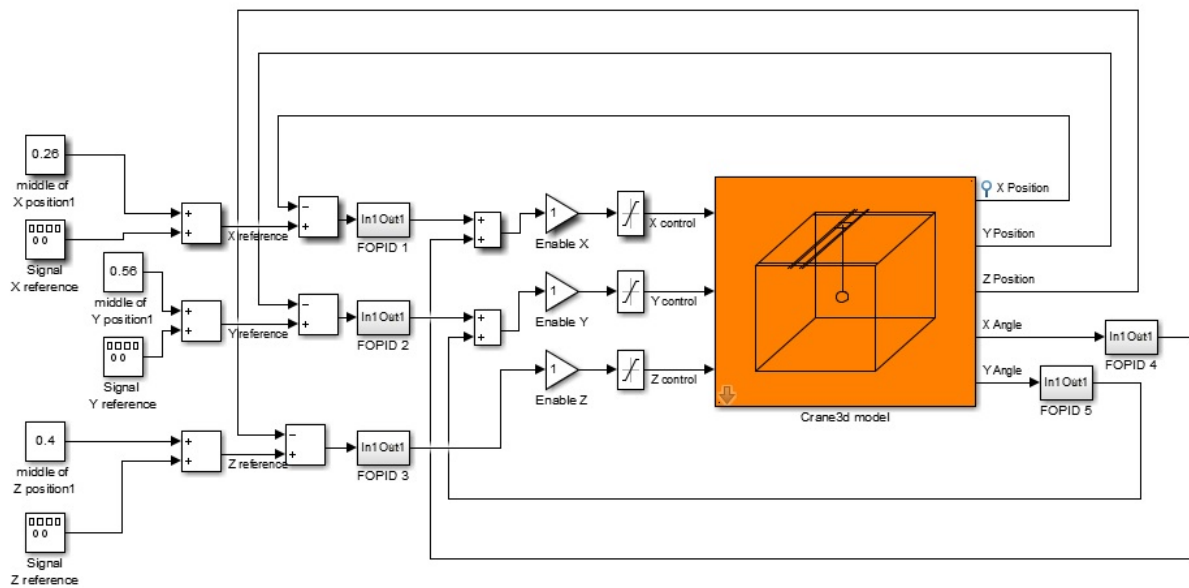 0.26
middle of
X position1
Signal
X reference
0.56
middle of
Y position1
Signal
Y reference
0.4
middle of
Z position1
Signal
Z reference
+
+
X reference
−
+
In1 Out1
FOPID 1
+
+
1
Enable X
X control
+
+
Y reference
−
+
In1 Out1
FOPID 2
+
+
1
Enable Y
Y control
+
+
Z reference
−
+
In1 Out1
FOPID 3
1
Enable Z
Z control
Crane3d model
X Position
Y Position
Z Position
X Angle
In1 Out1
FOPID 4
Y Angle
In1 Out1
FOPID 5